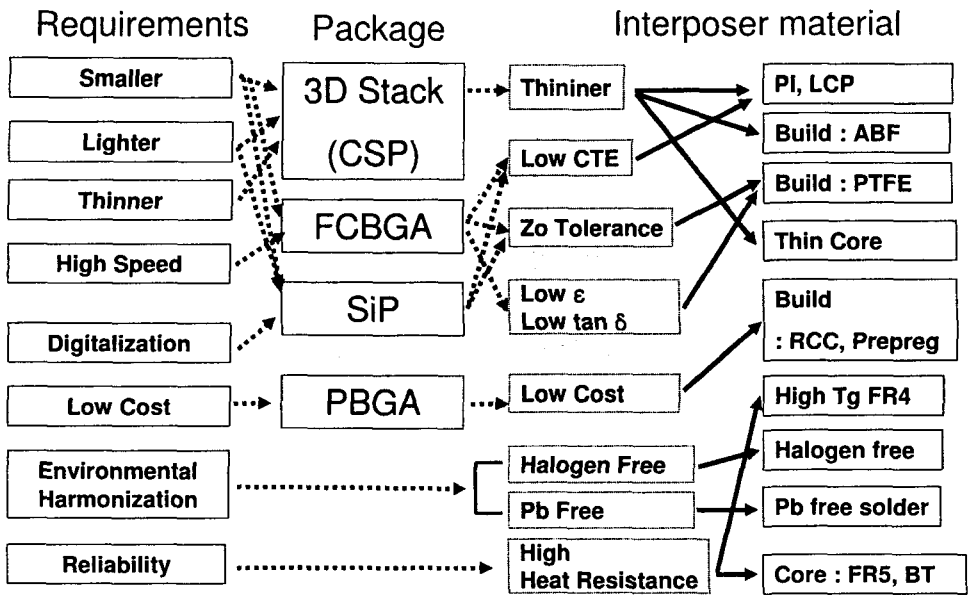 Requirements
Package
Interposer material
Smaller
Lighter
Thinner
High Speed
Digitalization
Low Cost
Environmental
Harmonization
Reliability
3D Stack
(CSP)
FCBGA
SiP
PBGA
Thininer
Low CTE
Zo Tolerance
Low ε
Low tan δ
Low Cost
Halogen Free
Pb Free
High
Heat Resistance
PI, LCP
Build : ABF
Build : PTFE
Thin Core
Build
: RCC, Prepreg
High Tg FR4
Halogen free
Pb free solder
Core : FR5, BT